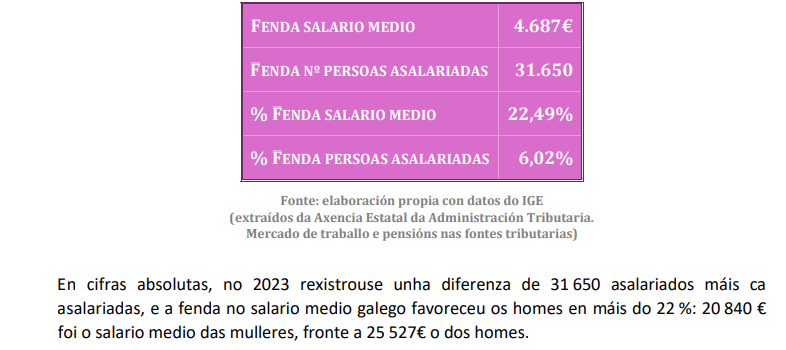 FENDA SALARIO MEDIO 4.687€
FENDA Nº PERSOAS ASALARIADAS 31.650
% FENDA SALARIO MEDIO 22,49%
% FENDA PERSOAS ASALARIADAS 6,02%
Fonte: elaboración propia con datos do IGE
(extraídos da Axencia Estatal da Administración Tributaria.
Mercado de traballo e pensións nas fontes tributarias)
En cifras absolutas, no 2023 rexistrouse unha diferenza de 31 650 asalariados máis ca
asalariadas, e a fenda no salario medio galego favoreceu os homes en máis do 22 %: 20 840 €
foi o salario medio das mulleres, fronte a 25 527€ o dos homes.